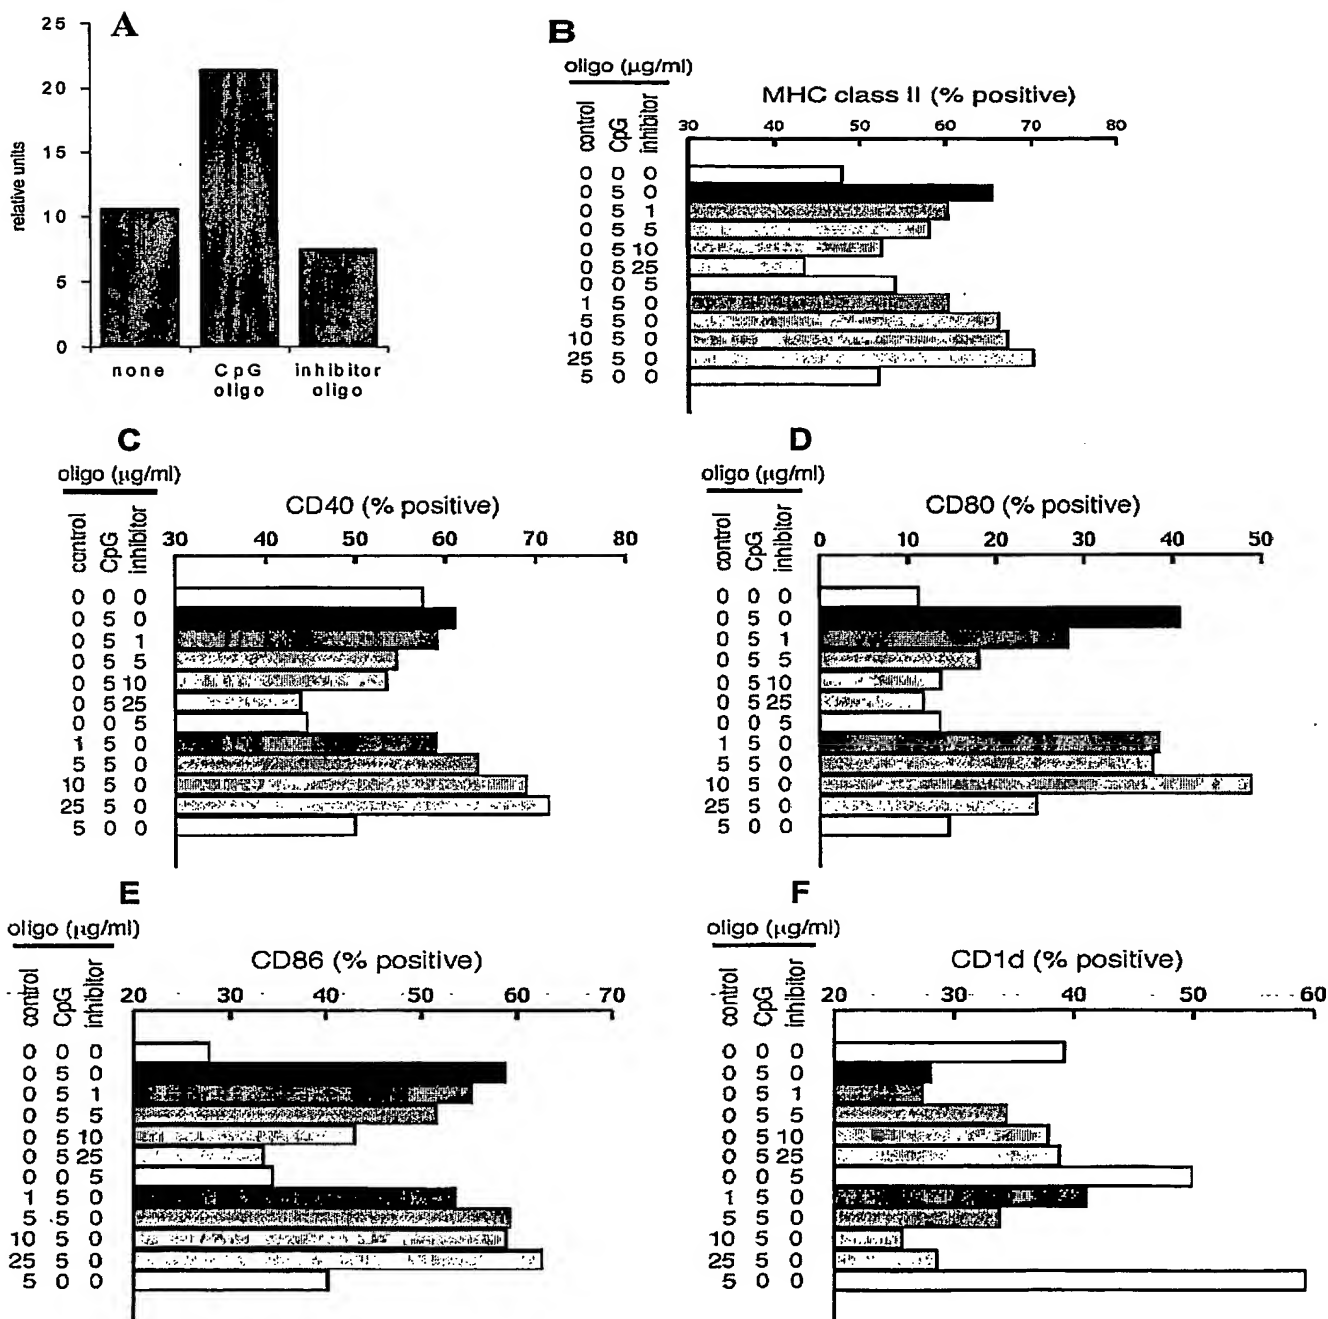 A
25
20
15
10
5
0
relative units
none
CpG oligo
inhibitor oligo
B
oligo (µg/ml)
control CpG inhibitor
MHC class II (% positive)
30 40 50 60 70 80
0 0 0
0 5 0
0 5 1
0 5 5
0 5 10
0 5 25
0 0 5
1 5 0
5 5 0
10 5 0
25 5 0
5 0 0
C
oligo (µg/ml)
control CpG inhibitor
CD40 (% positive)
30 40 50 60 70 80
0 0 0
0 5 0
0 5 1
0 5 5
0 5 10
0 5 25
0 0 5
1 5 0
5 5 0
10 5 0
25 5 0
5 0 0
D
oligo (µg/ml)
control CpG inhibitor
CD80 (% positive)
0 10 20 30 40 50
0 0 0
0 5 0
0 5 1
0 5 5
0 5 10
0 5 25
0 0 5
1 5 0
5 5 0
10 5 0
25 5 0
5 0 0
E
oligo (µg/ml)
control CpG inhibitor
CD86 (% positive)
20 30 40 50 60 70
0 0 0
0 5 0
0 5 1
0 5 5
0 5 10
0 5 25
0 0 5
1 5 0
5 5 0
10 5 0
25 5 0
5 0 0
F
oligo (µg/ml)
control CpG inhibitor
CD1d (% positive)
20 30 40 50 60
0 0 0
0 5 0
0 5 1
0 5 5
0 5 10
0 5 25
0 0 5
1 5 0
5 5 0
10 5 0
25 5 0
5 0 0